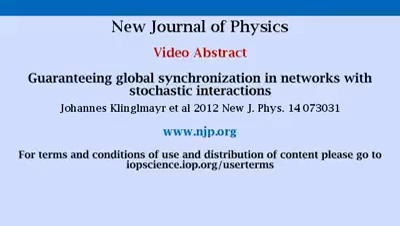 New Journal of Physics
Video Abstract
Guaranteeing global synchronization in networks with
stochastic interactions
Johannes Klinglmayr et al 2012 New J. Phys. 14 073031
www.njp.org
For terms and conditions of use and distribution of content please go to
iopscience.iop.org/userterms